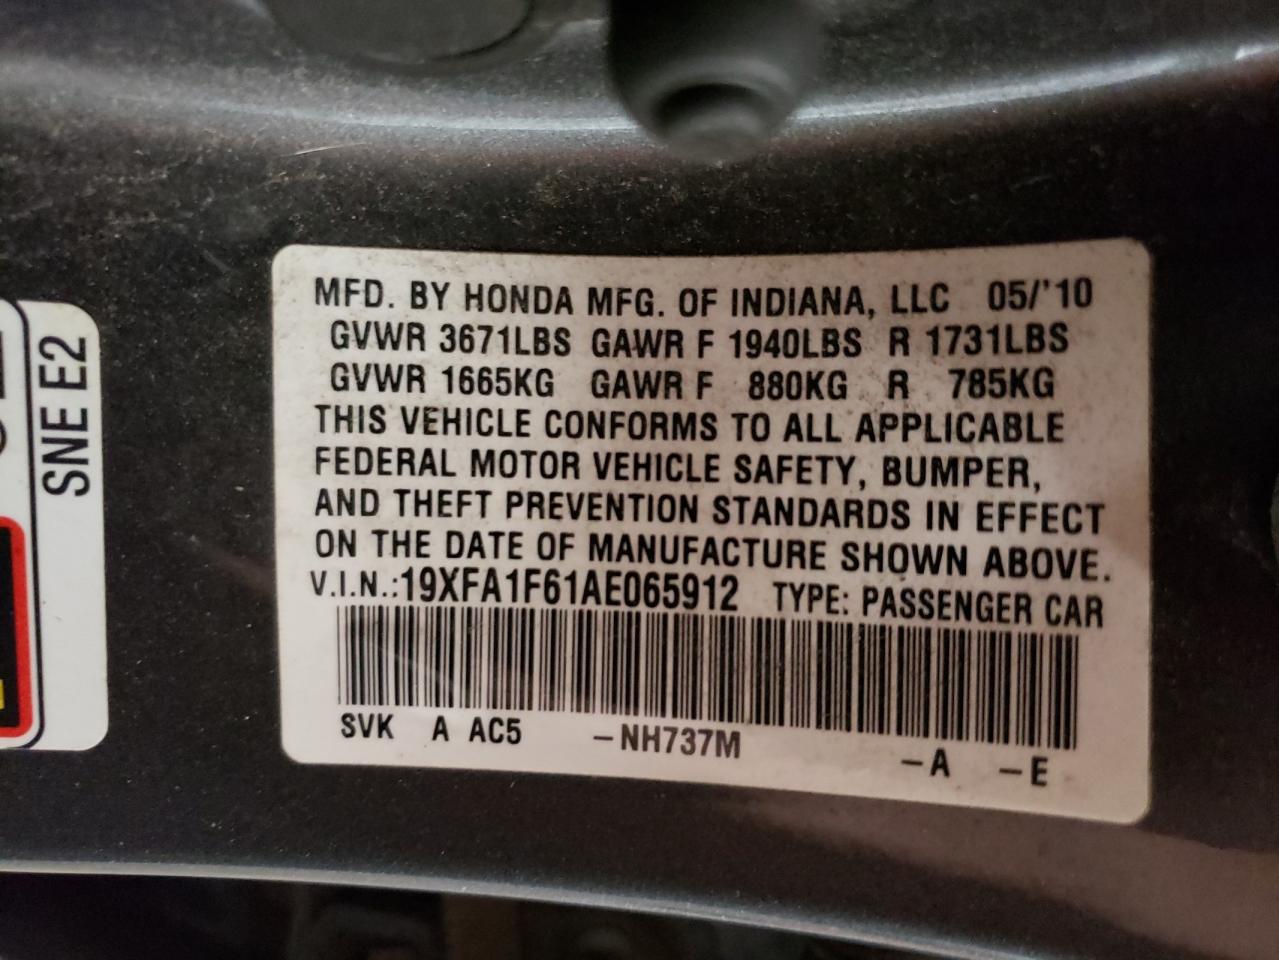 SNE E2
MFD. BY HONDA MFG. OF INDIANA, LLC 05/'10
GVWR 3671LBS GAWR F 1940LBS R 1731LBS
GVWR 1665KG GAWR F 880KG R 785KG
THIS VEHICLE CONFORMS TO ALL APPLICABLE
FEDERAL MOTOR VEHICLE SAFETY, BUMPER,
AND THEFT PREVENTION STANDARDS IN EFFECT
ON THE DATE OF MANUFACTURE SHOWN ABOVE.
V.I.N.:19XFA1F61AE065912 TYPE: PASSENGER CAR
SVK A AC5 –NH737M –A –E